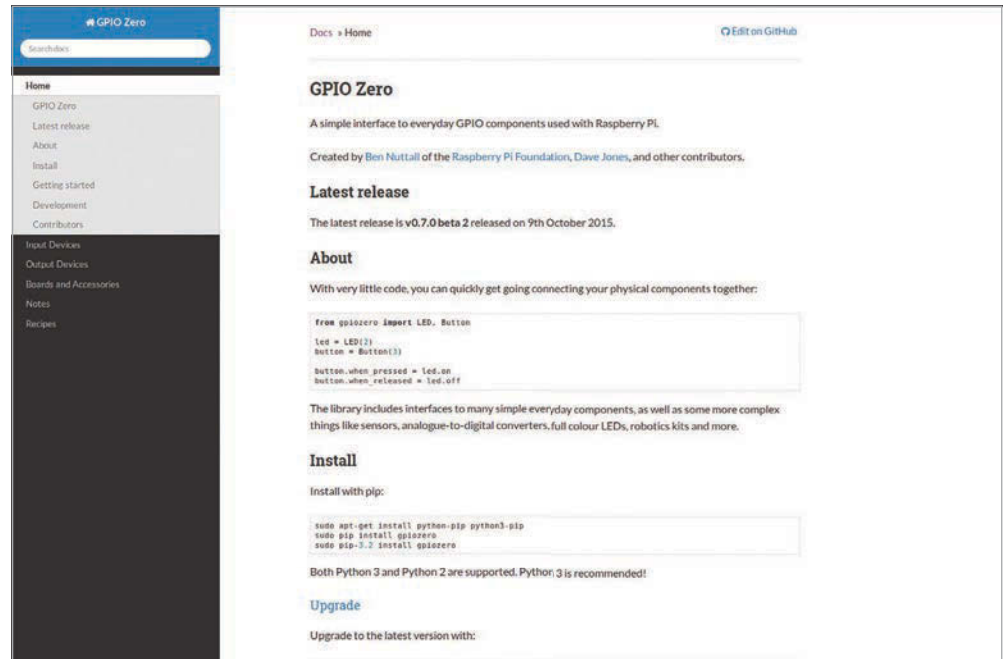 GPIO Zero
Search docs
Home
GPIO Zero
Latest release
About
Install
Getting started
Development
Contributors
Input Devices
Output Devices
Boards and Accessories
Notes
Recipes
Docs » Home
Edit on GitHub
GPIO Zero
A simple interface to everyday GPIO components used with Raspberry Pi.
Created by Ben Nuttall of the Raspberry Pi Foundation, Dave Jones, and other contributors.
Latest release
The latest release is v0.7.0 beta 2 released on 9th October 2015.
About
With very little code, you can quickly get going connecting your physical components together:
from gpiozero import LED, Button
led = LED(2)
button = Button(3)
button.when_pressed = led.on
button.when_released = led.off
The library includes interfaces to many simple everyday components, as well as some more complex
things like sensors, analogue-to-digital converters, full colour LEDs, robotics kits and more.
Install
Install with pip:
sudo apt-get install python-pip python3-pip
sudo pip install gpiozero
sudo pip-3.2 install gpiozero
Both Python 3 and Python 2 are supported. Python 3 is recommended!
Upgrade
Upgrade to the latest version with: